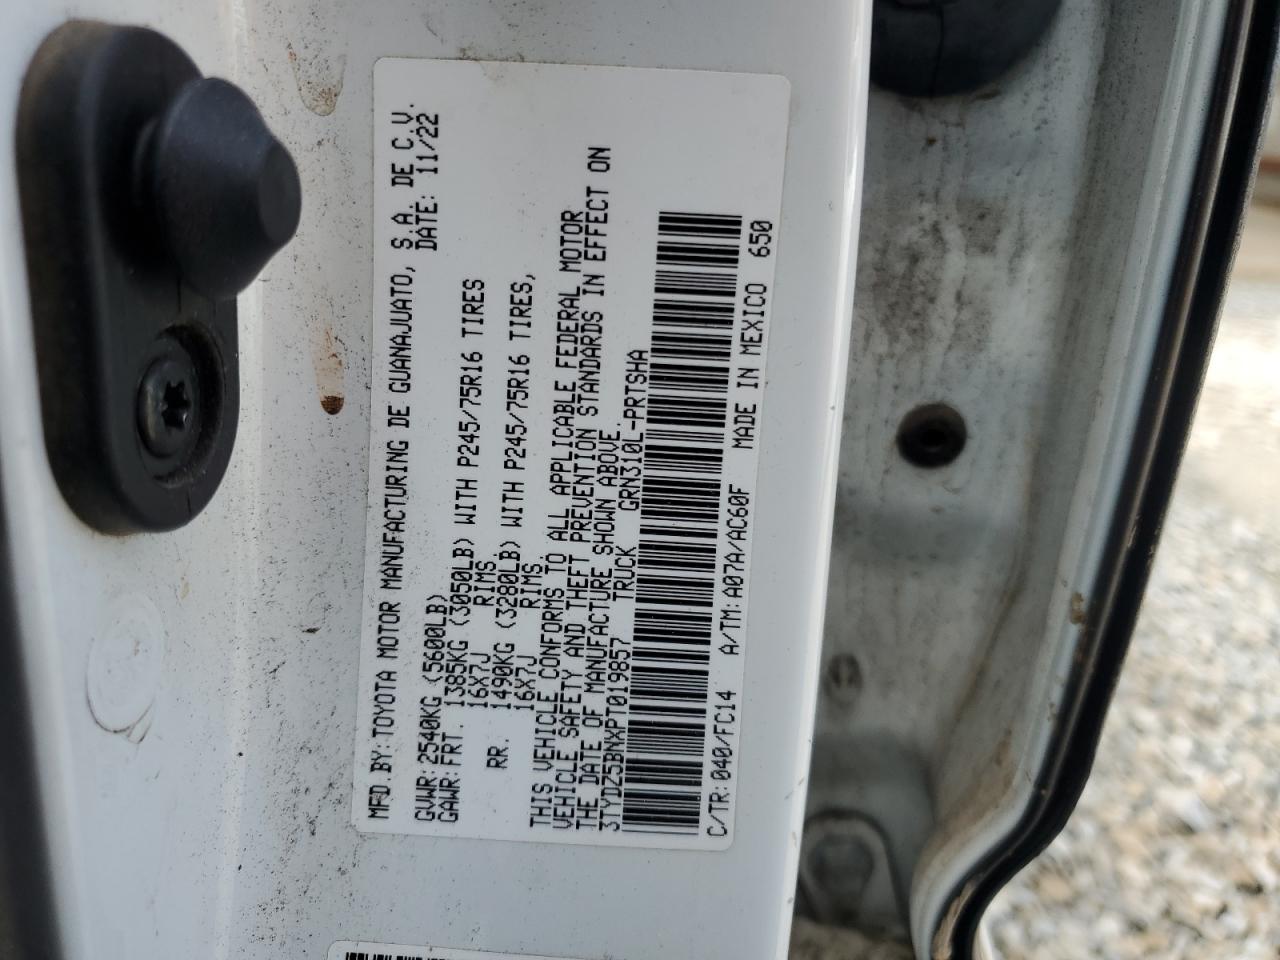 MFD BY: TOYOTA MOTOR MANUFACTURING DE GUANAJUATO, S.A. DE C.V.
DATE: 11/22
GVWR: 2540KG (5600LB)
GAWR: FRT. 1385KG (3050LB) WITH P245/75R16 TIRES
16X7J RIMS.
RR. 1490KG (3280LB) WITH P245/75R16 TIRES,
16X7J RIMS.
THIS VEHICLE CONFORMS TO ALL APPLICABLE FEDERAL MOTOR
VEHICLE SAFETY AND THEFT PREVENTION STANDARDS IN EFFECT ON
THE DATE OF MANUFACTURE SHOWN ABOVE.
3TYDZ5BNXPT019857 TRUCK GRN310L-PRTSHA
C/TR: 040/FC14 A/TM: A07A/AC60F MADE IN MEXICO 650